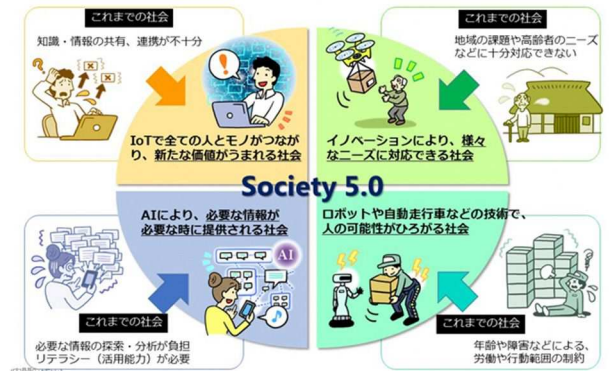 これまでの社会
知識・情報の共有、連携が不十分
これまでの社会
地域の課題や高齢者のニーズ
などに十分対応できない
IoTで全ての人とモノがつなが
り、新たな価値がうまれる社会
イノベーションにより、様々
なニーズに対応できる社会
Society 5.0
AIにより、必要な情報が
必要な時に提供される社会
AI
ロボットや自動走行車などの技術で、
人の可能性がひろがる社会
これまでの社会
必要な情報の探索・分析が負担
リテラシー（活用能力）が必要
これまでの社会
年齢や障害などによる、
労働や行動範囲の制約